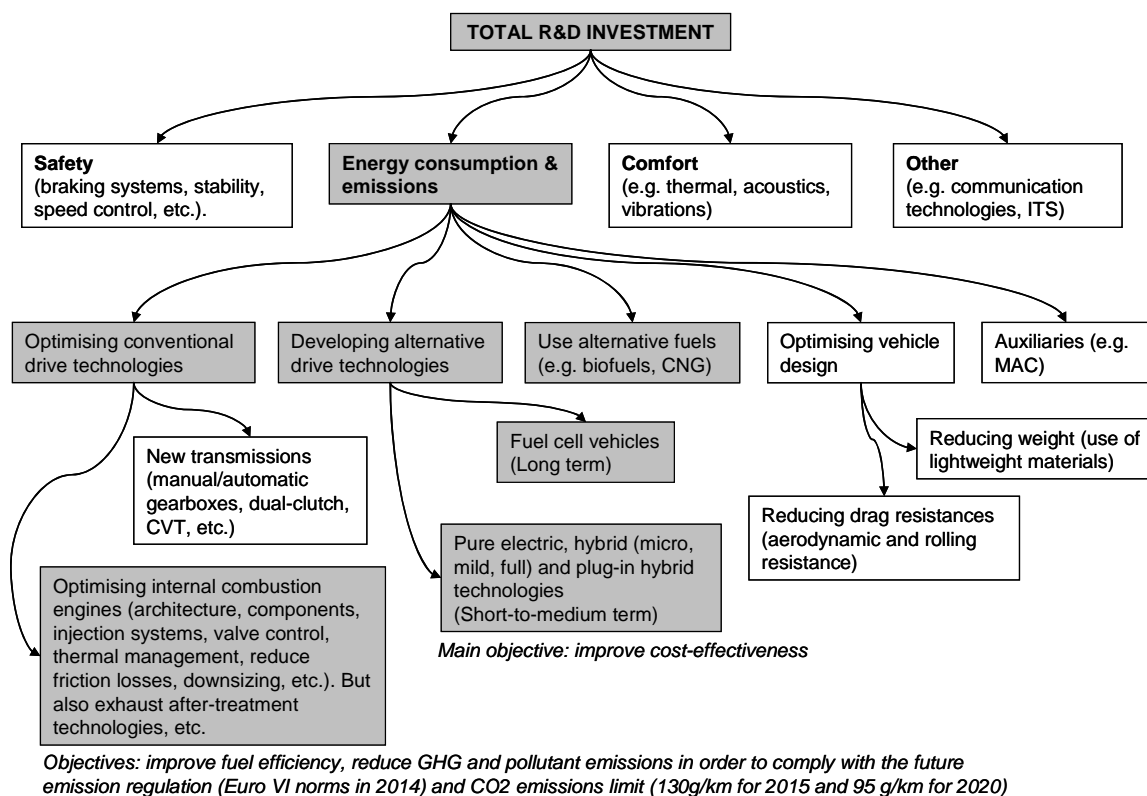 TOTAL R&D INVESTMENT
Safety
(braking systems, stability,
speed control, etc.).
Energy consumption &
emissions
Comfort
(e.g. thermal, acoustics,
vibrations)
Other
(e.g. communication
technologies, ITS)
Optimising conventional
drive technologies
Developing alternative
drive technologies
Use alternative fuels
(e.g. biofuels, CNG)
Optimising vehicle
design
Auxiliaries (e.g.
MAC)
New transmissions
(manual/automatic
gearboxes, dual-clutch,
CVT, etc.)
Fuel cell vehicles
(Long term)
Reducing weight (use of
lightweight materials)
Reducing drag resistances
(aerodynamic and rolling
resistance)
Pure electric, hybrid (micro,
mild, full) and plug-in hybrid
technologies
(Short-to-medium term)
Main objective: improve cost-effectiveness
Optimising internal combustion
engines (architecture, components,
injection systems, valve control,
thermal management, reduce
friction losses, downsizing, etc.). But
also exhaust after-treatment
technologies, etc.
Objectives: improve fuel efficiency, reduce GHG and pollutant emissions in order to comply with the future
emission regulation (Euro VI norms in 2014) and CO2 emissions limit (130g/km for 2015 and 95 g/km for 2020)